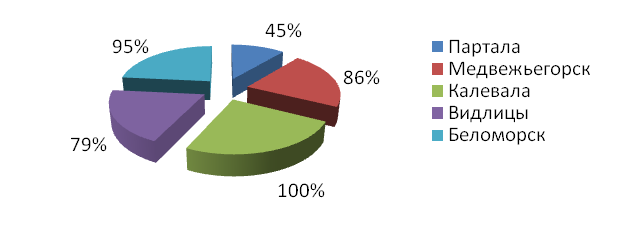 45%
86%
100%
79%
95%
Партала
Медвежьегорск
Калевала
Видлицы
Беломорск